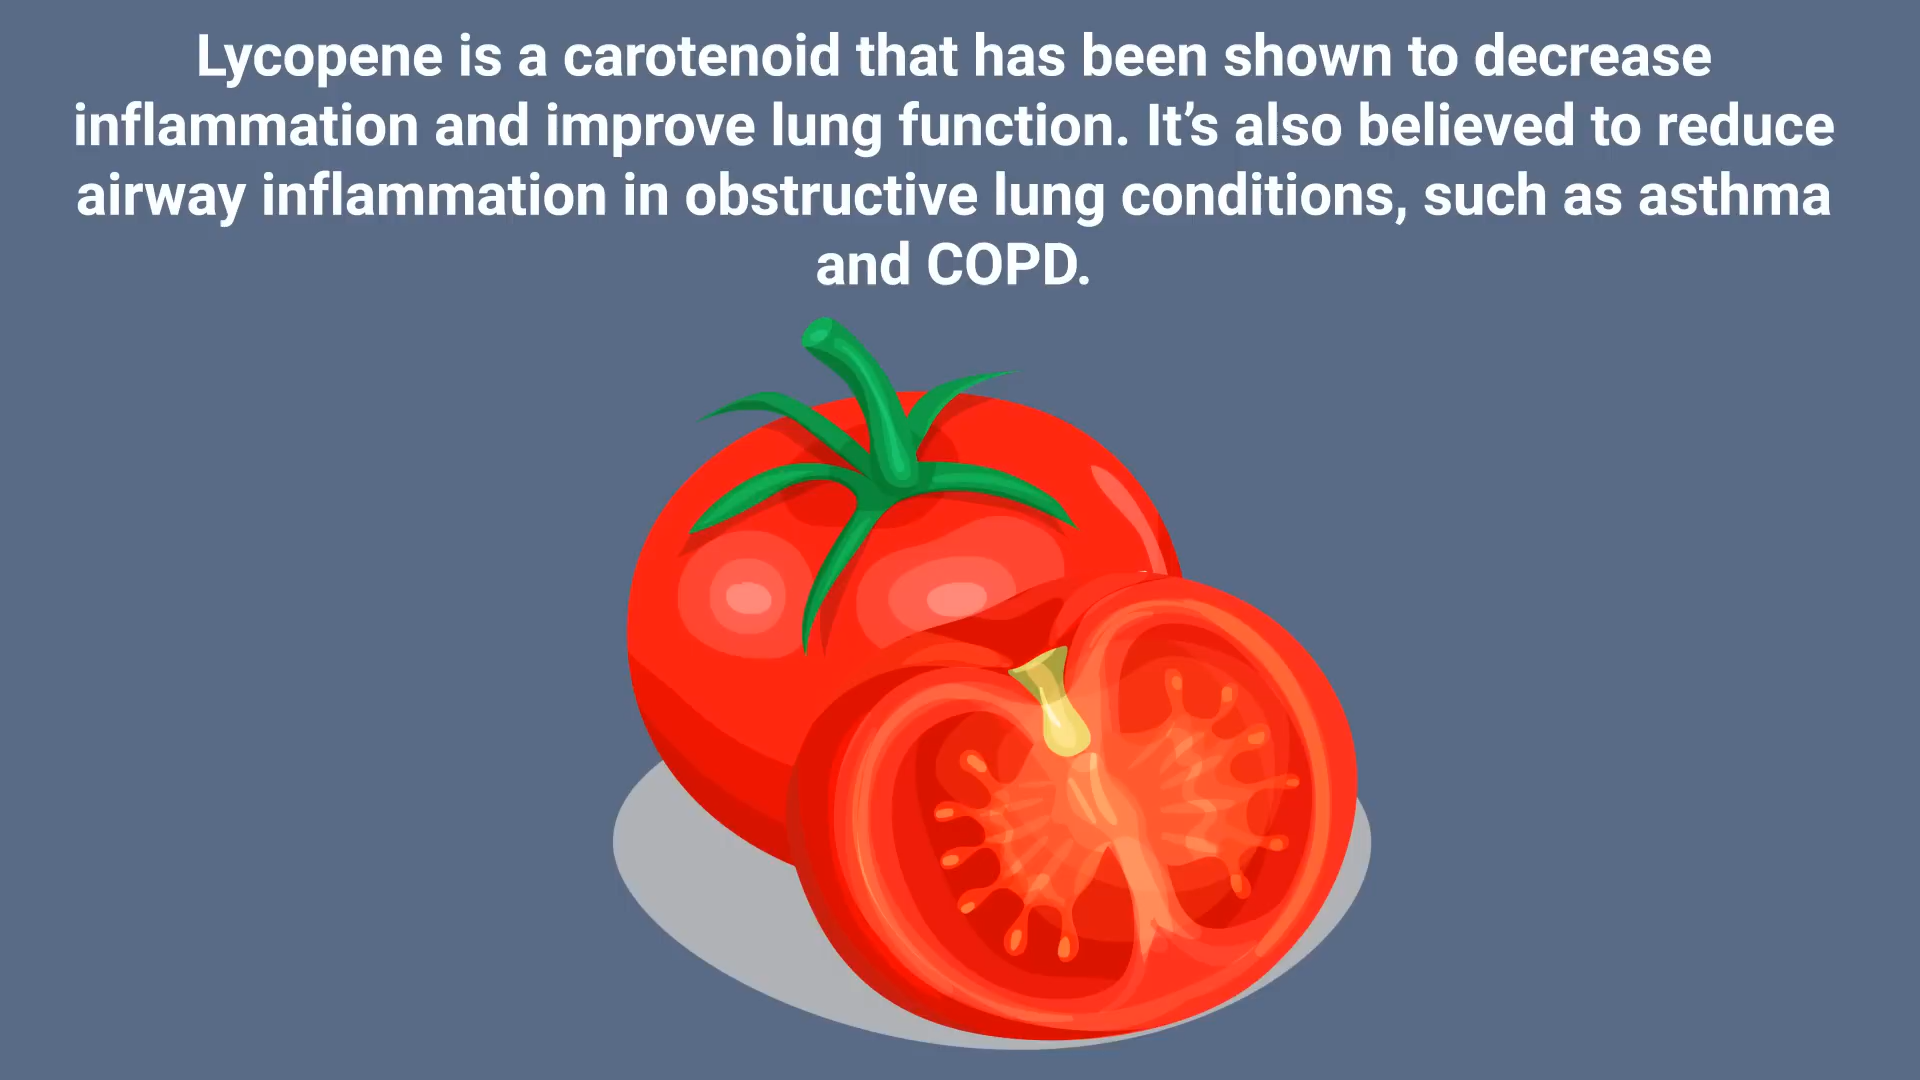 Lycopene is a carotenoid that has been shown to decrease
inflammation and improve lung function. It’s also believed to reduce
airway inflammation in obstructive lung conditions, such as asthma
and COPD.